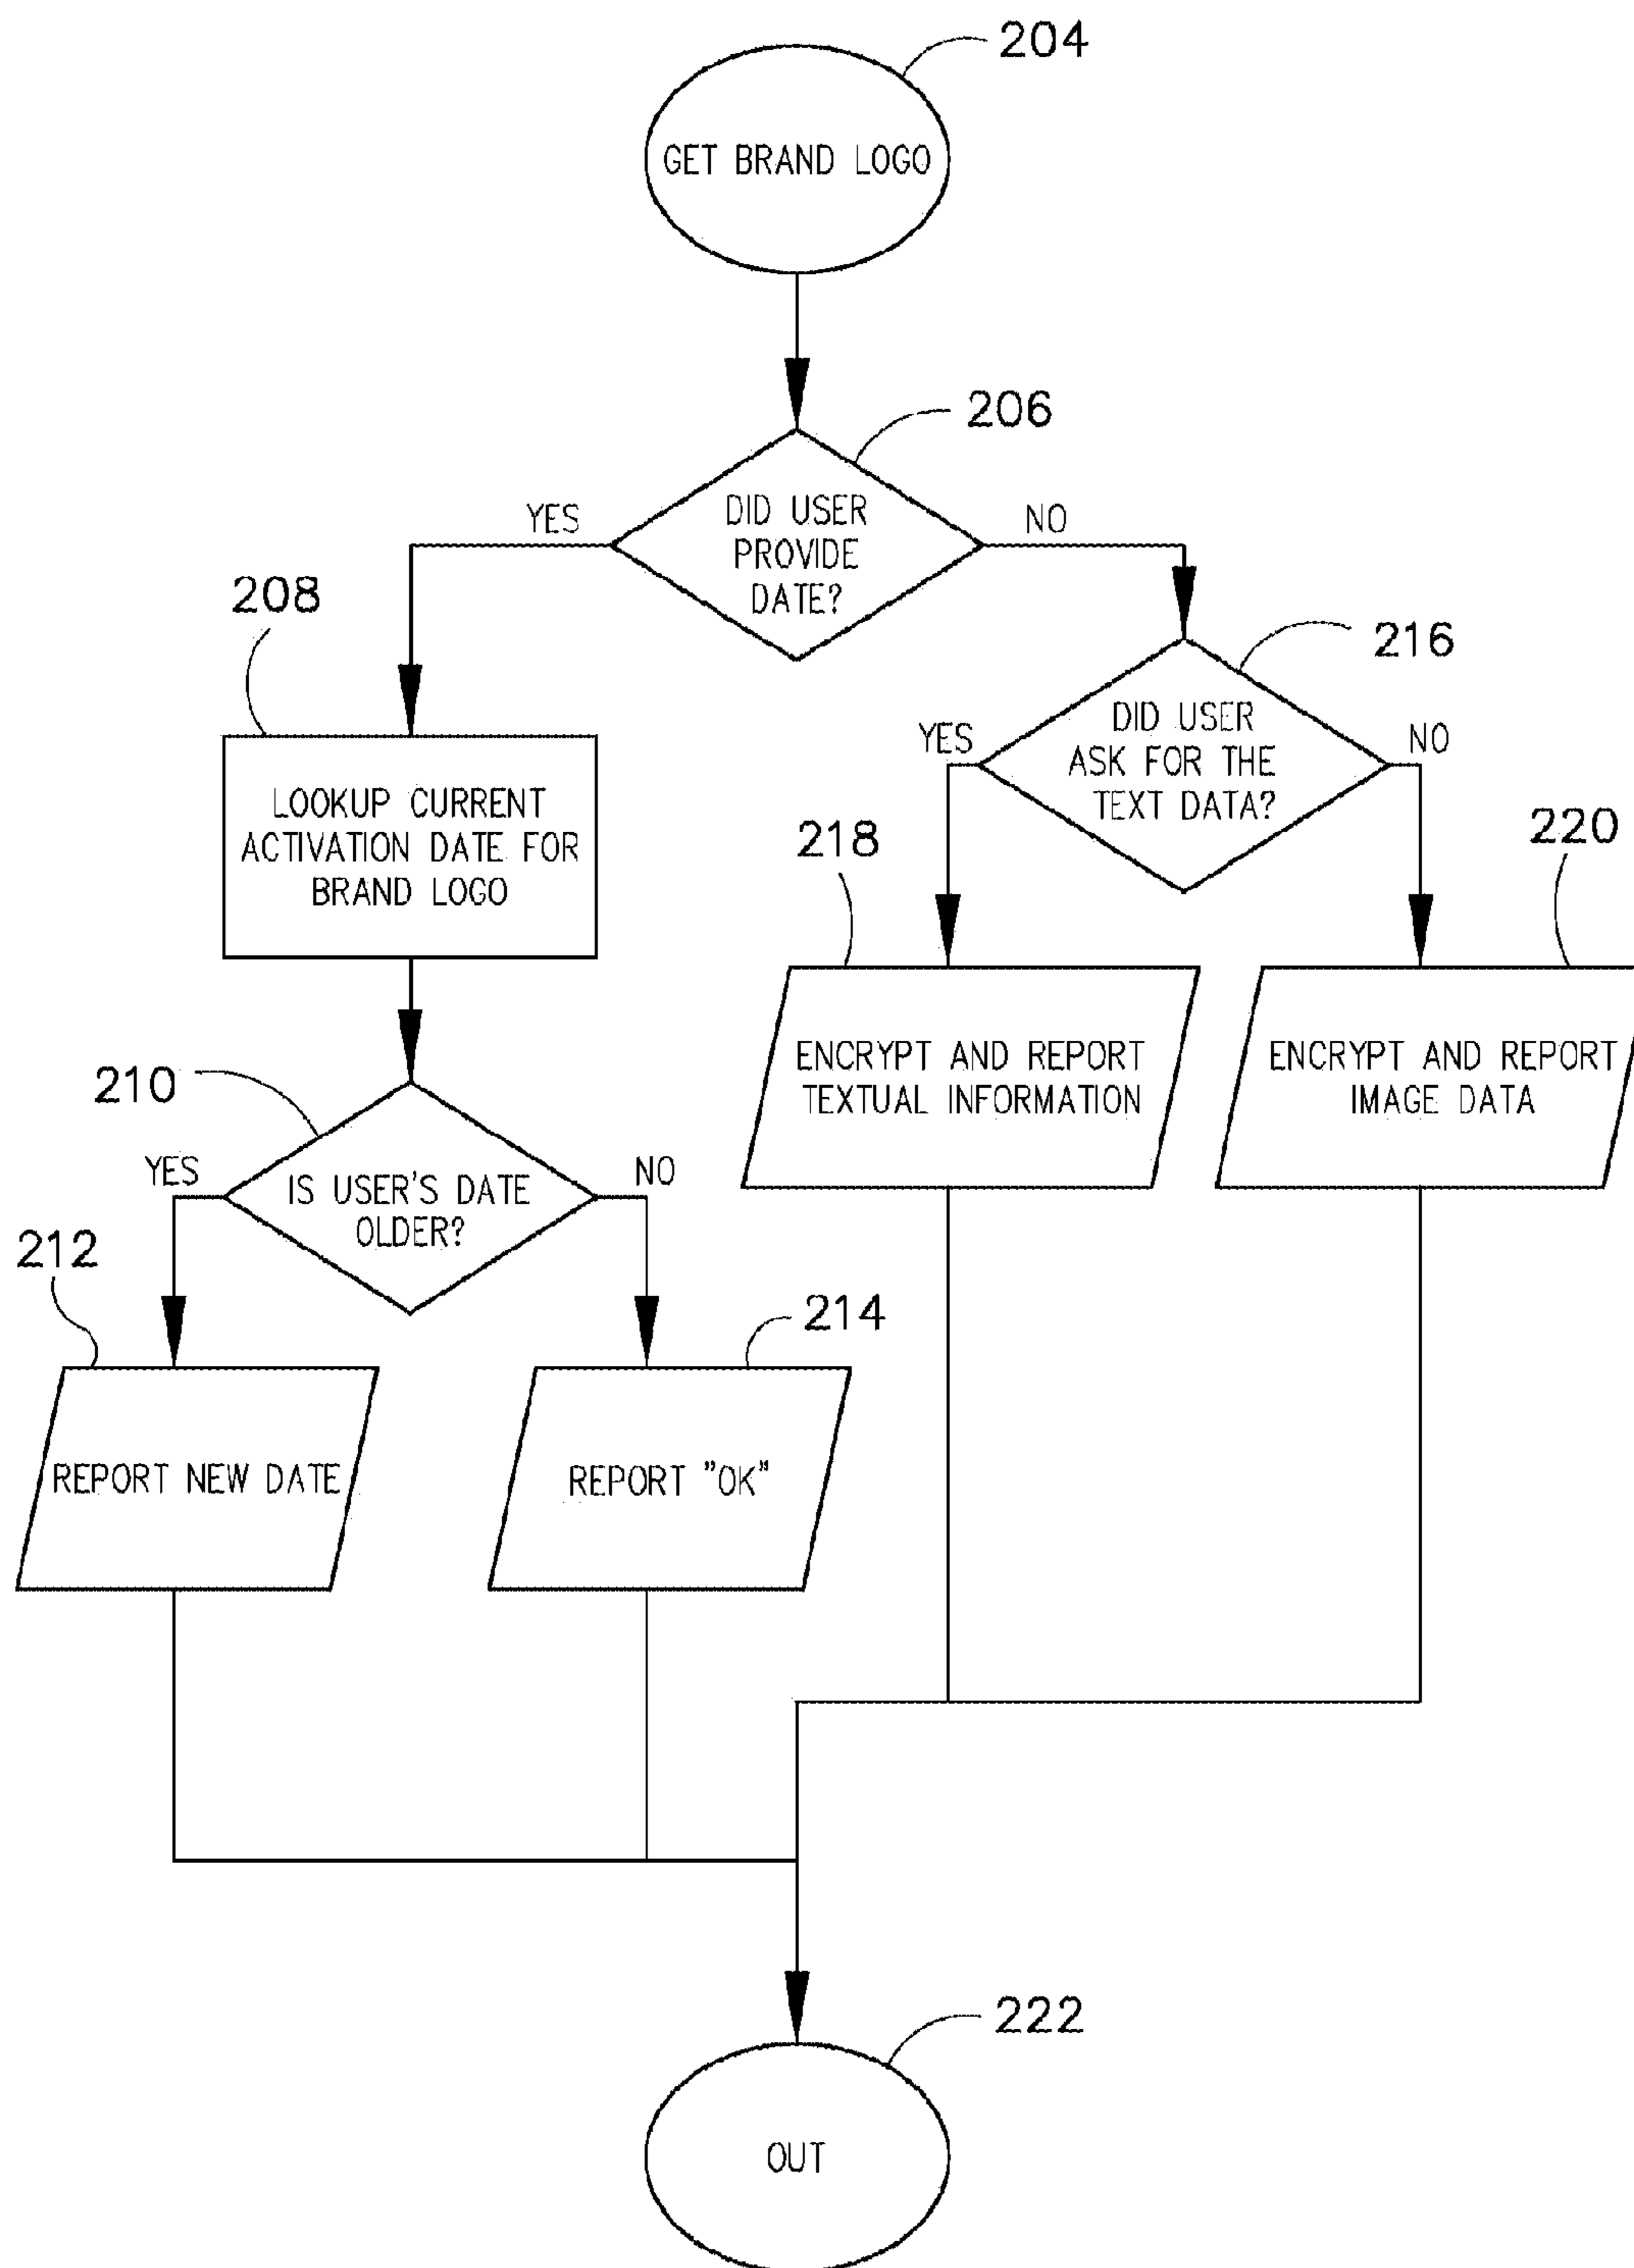 204
GET BRAND LOGO
206
DID USER
PROVIDE
DATE?
YES
NO
208
LOOKUP CURRENT
ACTIVATION DATE FOR
BRAND LOGO
216
DID USER
ASK FOR THE
TEXT DATA?
YES
NO
218
ENCRYPT AND REPORT
TEXTUAL INFORMATION
220
ENCRYPT AND REPORT
IMAGE DATA
210
IS USER'S DATE
OLDER?
YES
NO
212
REPORT NEW DATE
214
REPORT "OK"
222
OUT